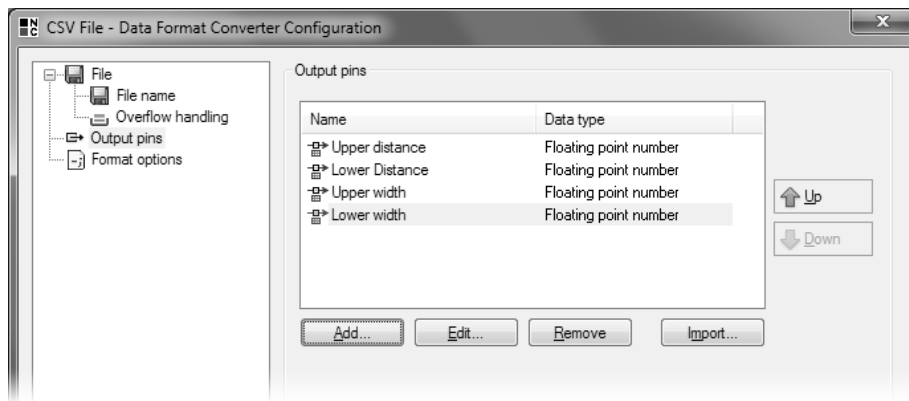 CSV File - Data Format Converter Configuration
File
File name
Overflow handling
Output pins
Format options
Output pins
Name Data type
Upper distance Floating point number
Lower Distance Floating point number
Upper width Floating point number
Lower width Floating point number
Up
Down
Add... Edit... Remove Import...